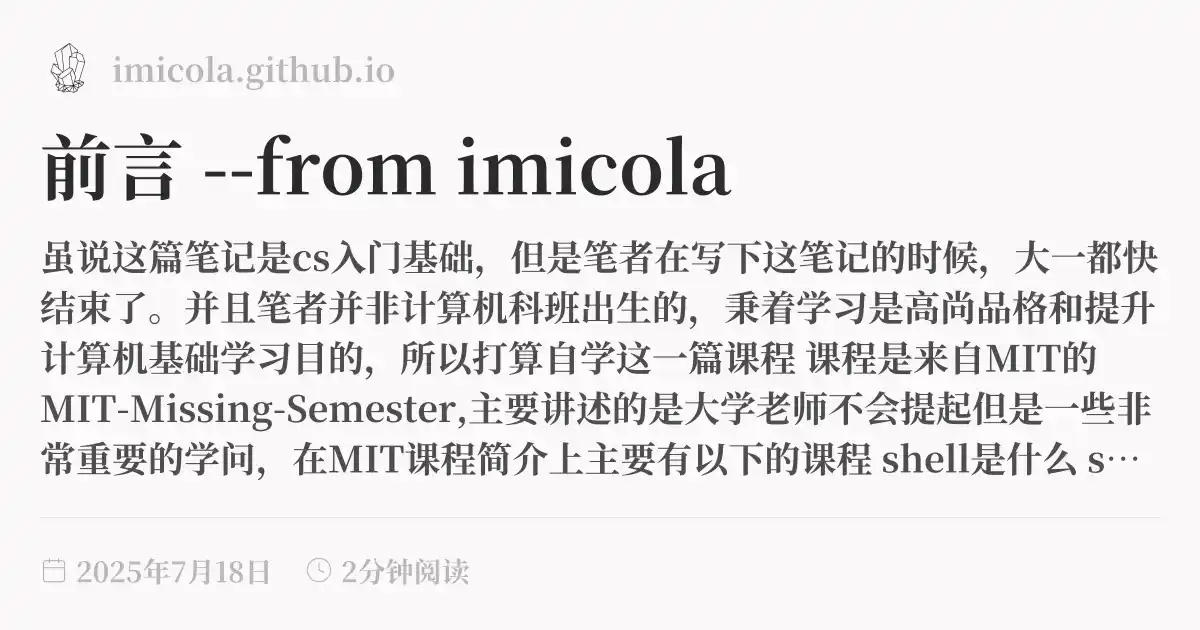 imicola.github.io
前言 --from imicola
虽说这篇笔记是cs入门基础，但是笔者在写下这笔记的时候，大一都快
结束了。并且笔者并非计算机科班出生的，秉着学习是高尚品格和提升
计算机基础学习目的，所以打算自学这一篇课程 课程是来自MIT的
MIT-Missing-Semester,主要讲述的是大学老师不会提起但是一些非
常重要的学问，在MIT课程简介上主要有以下的课程 shell是什么 s…
2025年7月18日 2分钟阅读